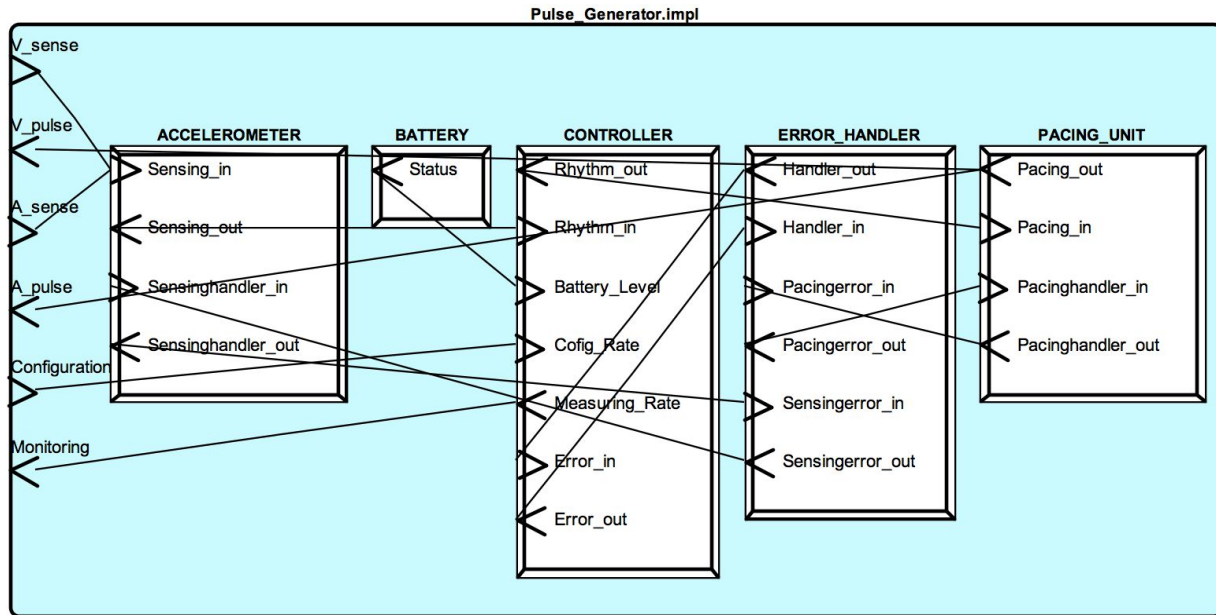 Pulse_Generator.impl
V_sense
V_pulse
A_sense
A_pulse
Configuration
Monitoring
ACCELEROMETER
Sensing_in
Sensing_out
Sensinghandler_in
Sensinghandler_out
BATTERY
Status
CONTROLLER
Rhythm_out
Rhythm_in
Battery_Level
Cofig_Rate
Measuring_Rate
Error_in
Error_out
ERROR_HANDLER
Handler_out
Handler_in
Pacingerror_in
Pacingerror_out
Sensingerror_in
Sensingerror_out
PACING_UNIT
Pacing_out
Pacing_in
Pacinghandler_in
Pacinghandler_out